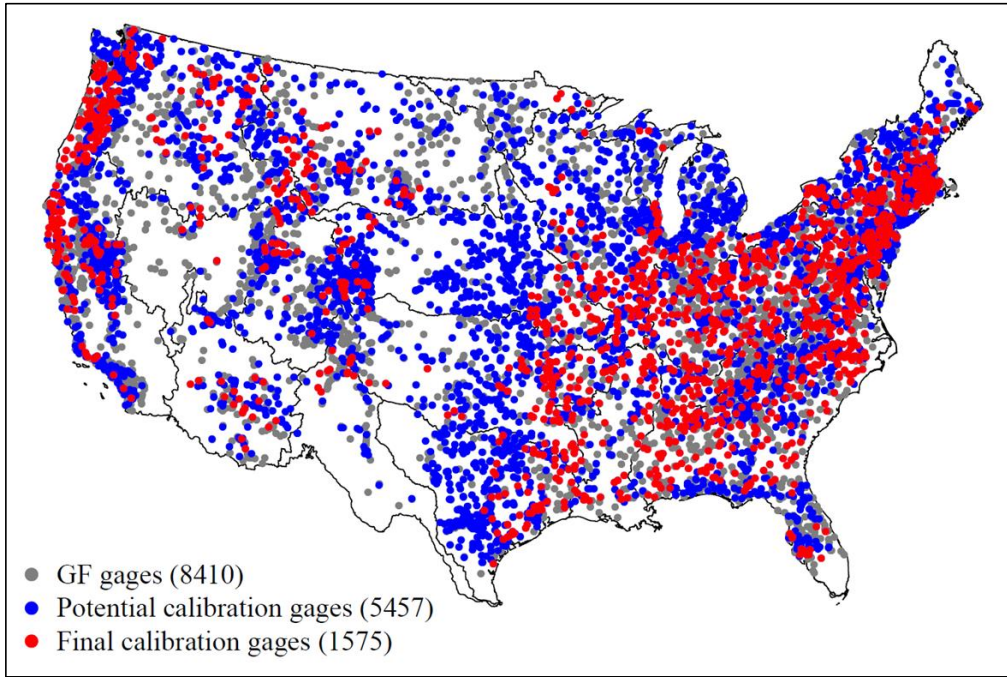 GF gages (8410)
Potential calibration gages (5457)
Final calibration gages (1575)